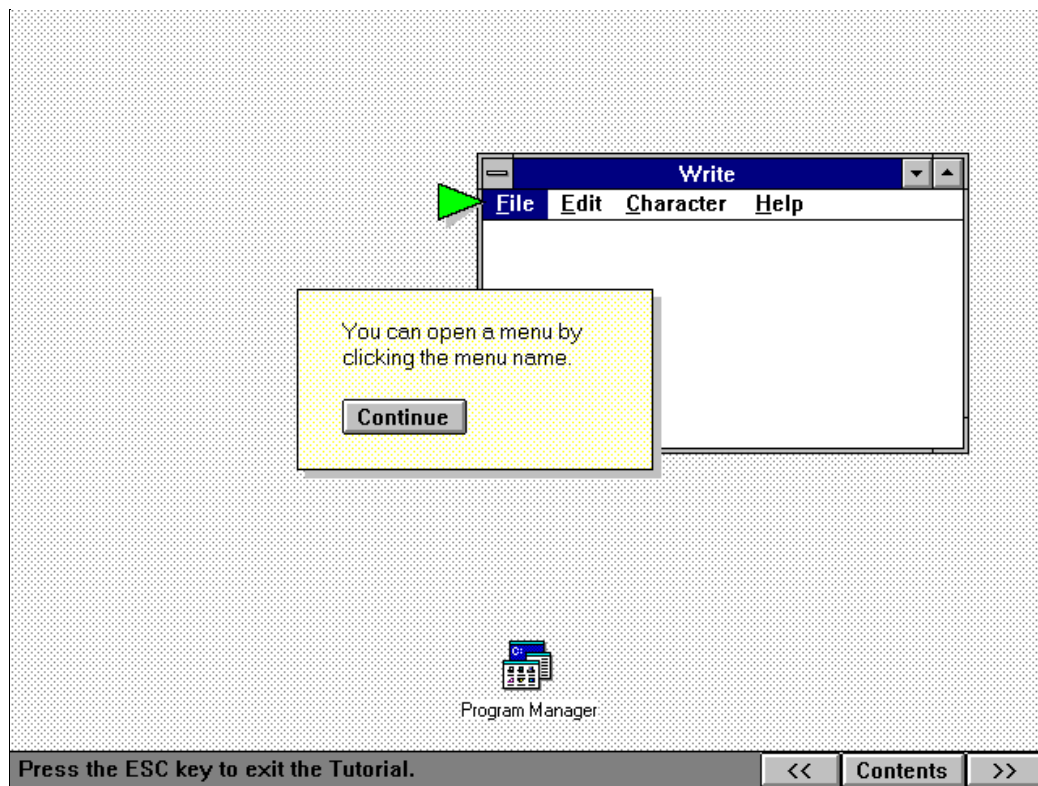 Write
File Edit Character Help
You can open a menu by
clicking the menu name.
Continue
C:
Program Manager
Press the ESC key to exit the Tutorial. << Contents >>